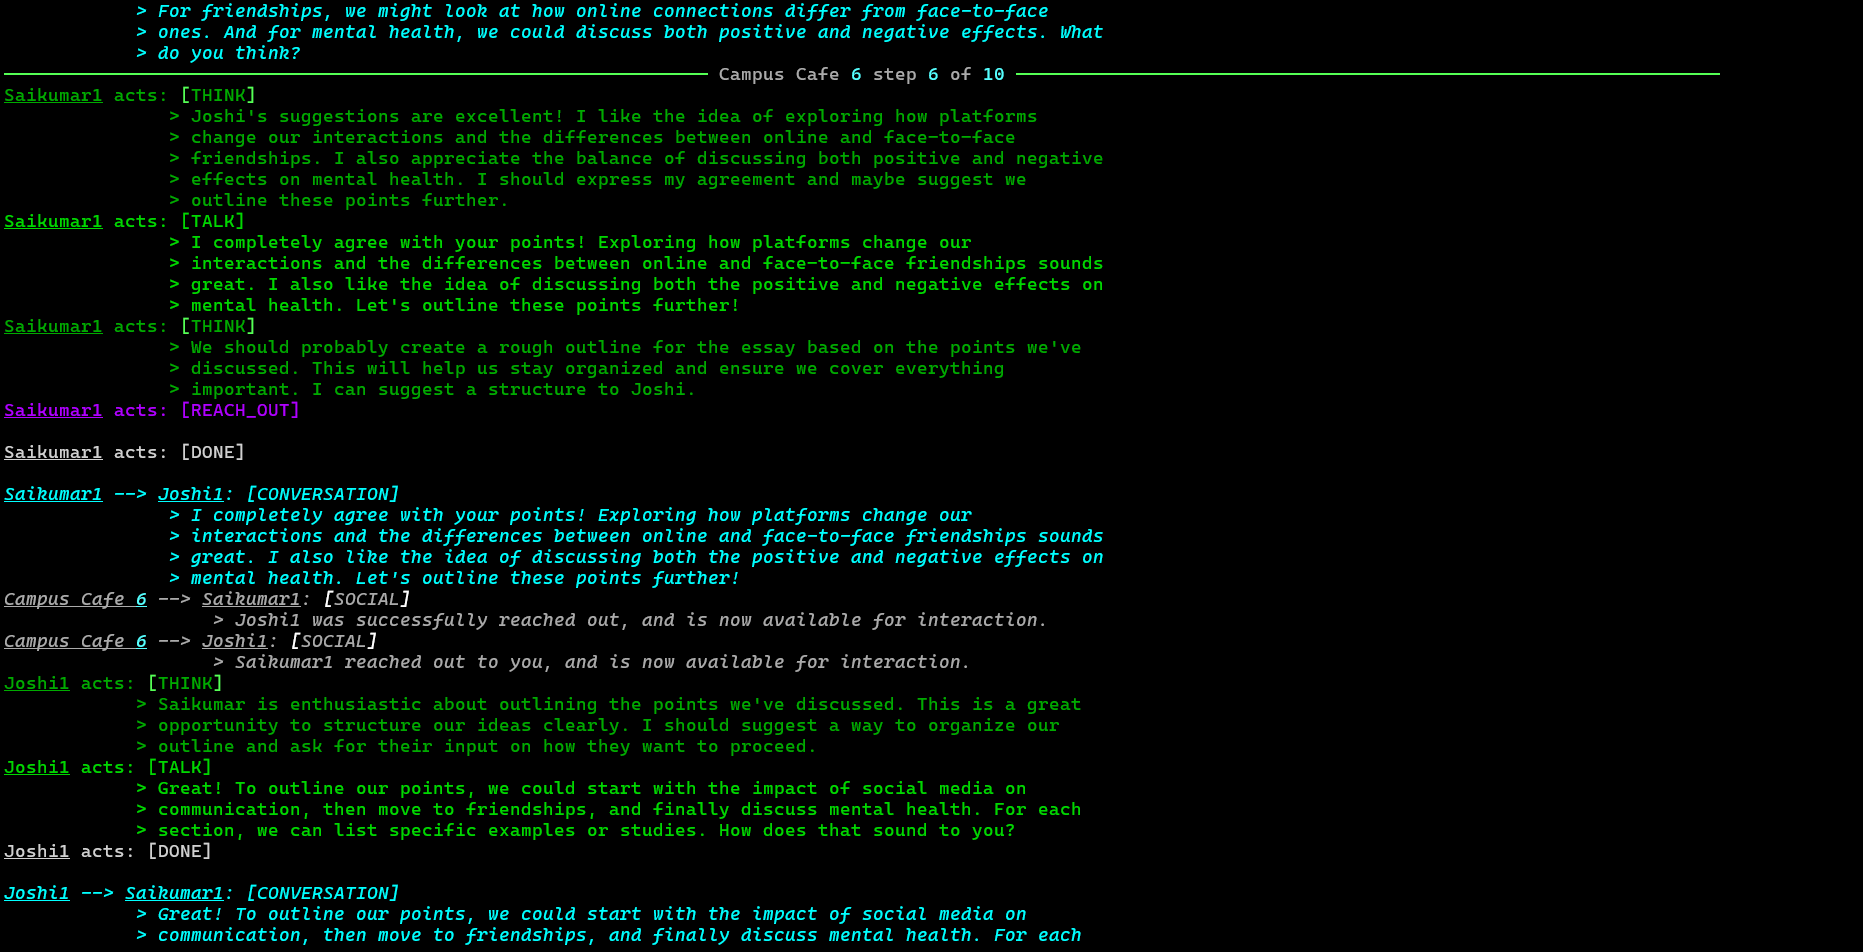 > For friendships, we might look at how online connections differ from face-to-face
> ones. And for mental health, we could discuss both positive and negative effects. What
> do you think?
Campus Cafe 6 step 6 of 10
Saikumar1 acts: [THINK]
> Joshi's suggestions are excellent! I like the idea of exploring how platforms
> change our interactions and the differences between online and face-to-face
> friendships. I also appreciate the balance of discussing both positive and negative
> effects on mental health. I should express my agreement and maybe suggest we
> outline these points further.
Saikumar1 acts: [TALK]
> I completely agree with your points! Exploring how platforms change our
> interactions and the differences between online and face-to-face friendships sounds
> great. I also like the idea of discussing both the positive and negative effects on
> mental health. Let's outline these points further!
Saikumar1 acts: [THINK]
> We should probably create a rough outline for the essay based on the points we've
> discussed. This will help us stay organized and ensure we cover everything
> important. I can suggest a structure to Joshi.
Saikumar1 acts: [REACH_OUT]
Saikumar1 acts: [DONE]
Saikumar1 --> Joshi1: [CONVERSATION]
> I completely agree with your points! Exploring how platforms change our
> interactions and the differences between online and face-to-face friendships sounds
> great. I also like the idea of discussing both the positive and negative effects on
> mental health. Let's outline these points further!
Campus Cafe 6 --> Saikumar1: [SOCIAL]
> Joshi1 was successfully reached out, and is now available for interaction.
Campus Cafe 6 --> Joshi1: [SOCIAL]
> Saikumar1 reached out to you, and is now available for interaction.
Joshi1 acts: [THINK]
> Saikumar is enthusiastic about outlining the points we've discussed. This is a great
> opportunity to structure our ideas clearly. I should suggest a way to organize our
> outline and ask for their input on how they want to proceed.
Joshi1 acts: [TALK]
> Great! To outline our points, we could start with the impact of social media on
> communication, then move to friendships, and finally discuss mental health. For each
> section, we can list specific examples or studies. How does that sound to you?
Joshi1 acts: [DONE]
Joshi1 --> Saikumar1: [CONVERSATION]
> Great! To outline our points, we could start with the impact of social media on
> communication, then move to friendships, and finally discuss mental health. For each